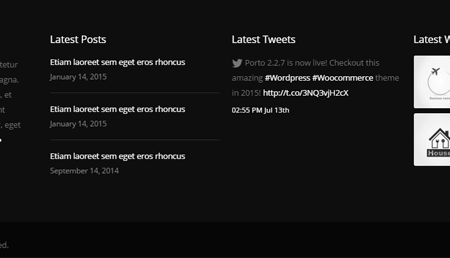 tetur
agna.
, et
nt
, eget
Latest Posts
Etiam laoreet sem eget eros rhoncus
January 14, 2015
Etiam laoreet sem eget eros rhoncus
January 14, 2015
Etiam laoreet sem eget eros rhoncus
September 14, 2014
Latest Tweets
Porto 2.2.7 is now live! Checkout this
amazing #Wordpress #Woocommerce theme
in 2015! http://t.co/3NQ3vjH2cX
02:55 PM Jul 13th
Latest W
House
ed.